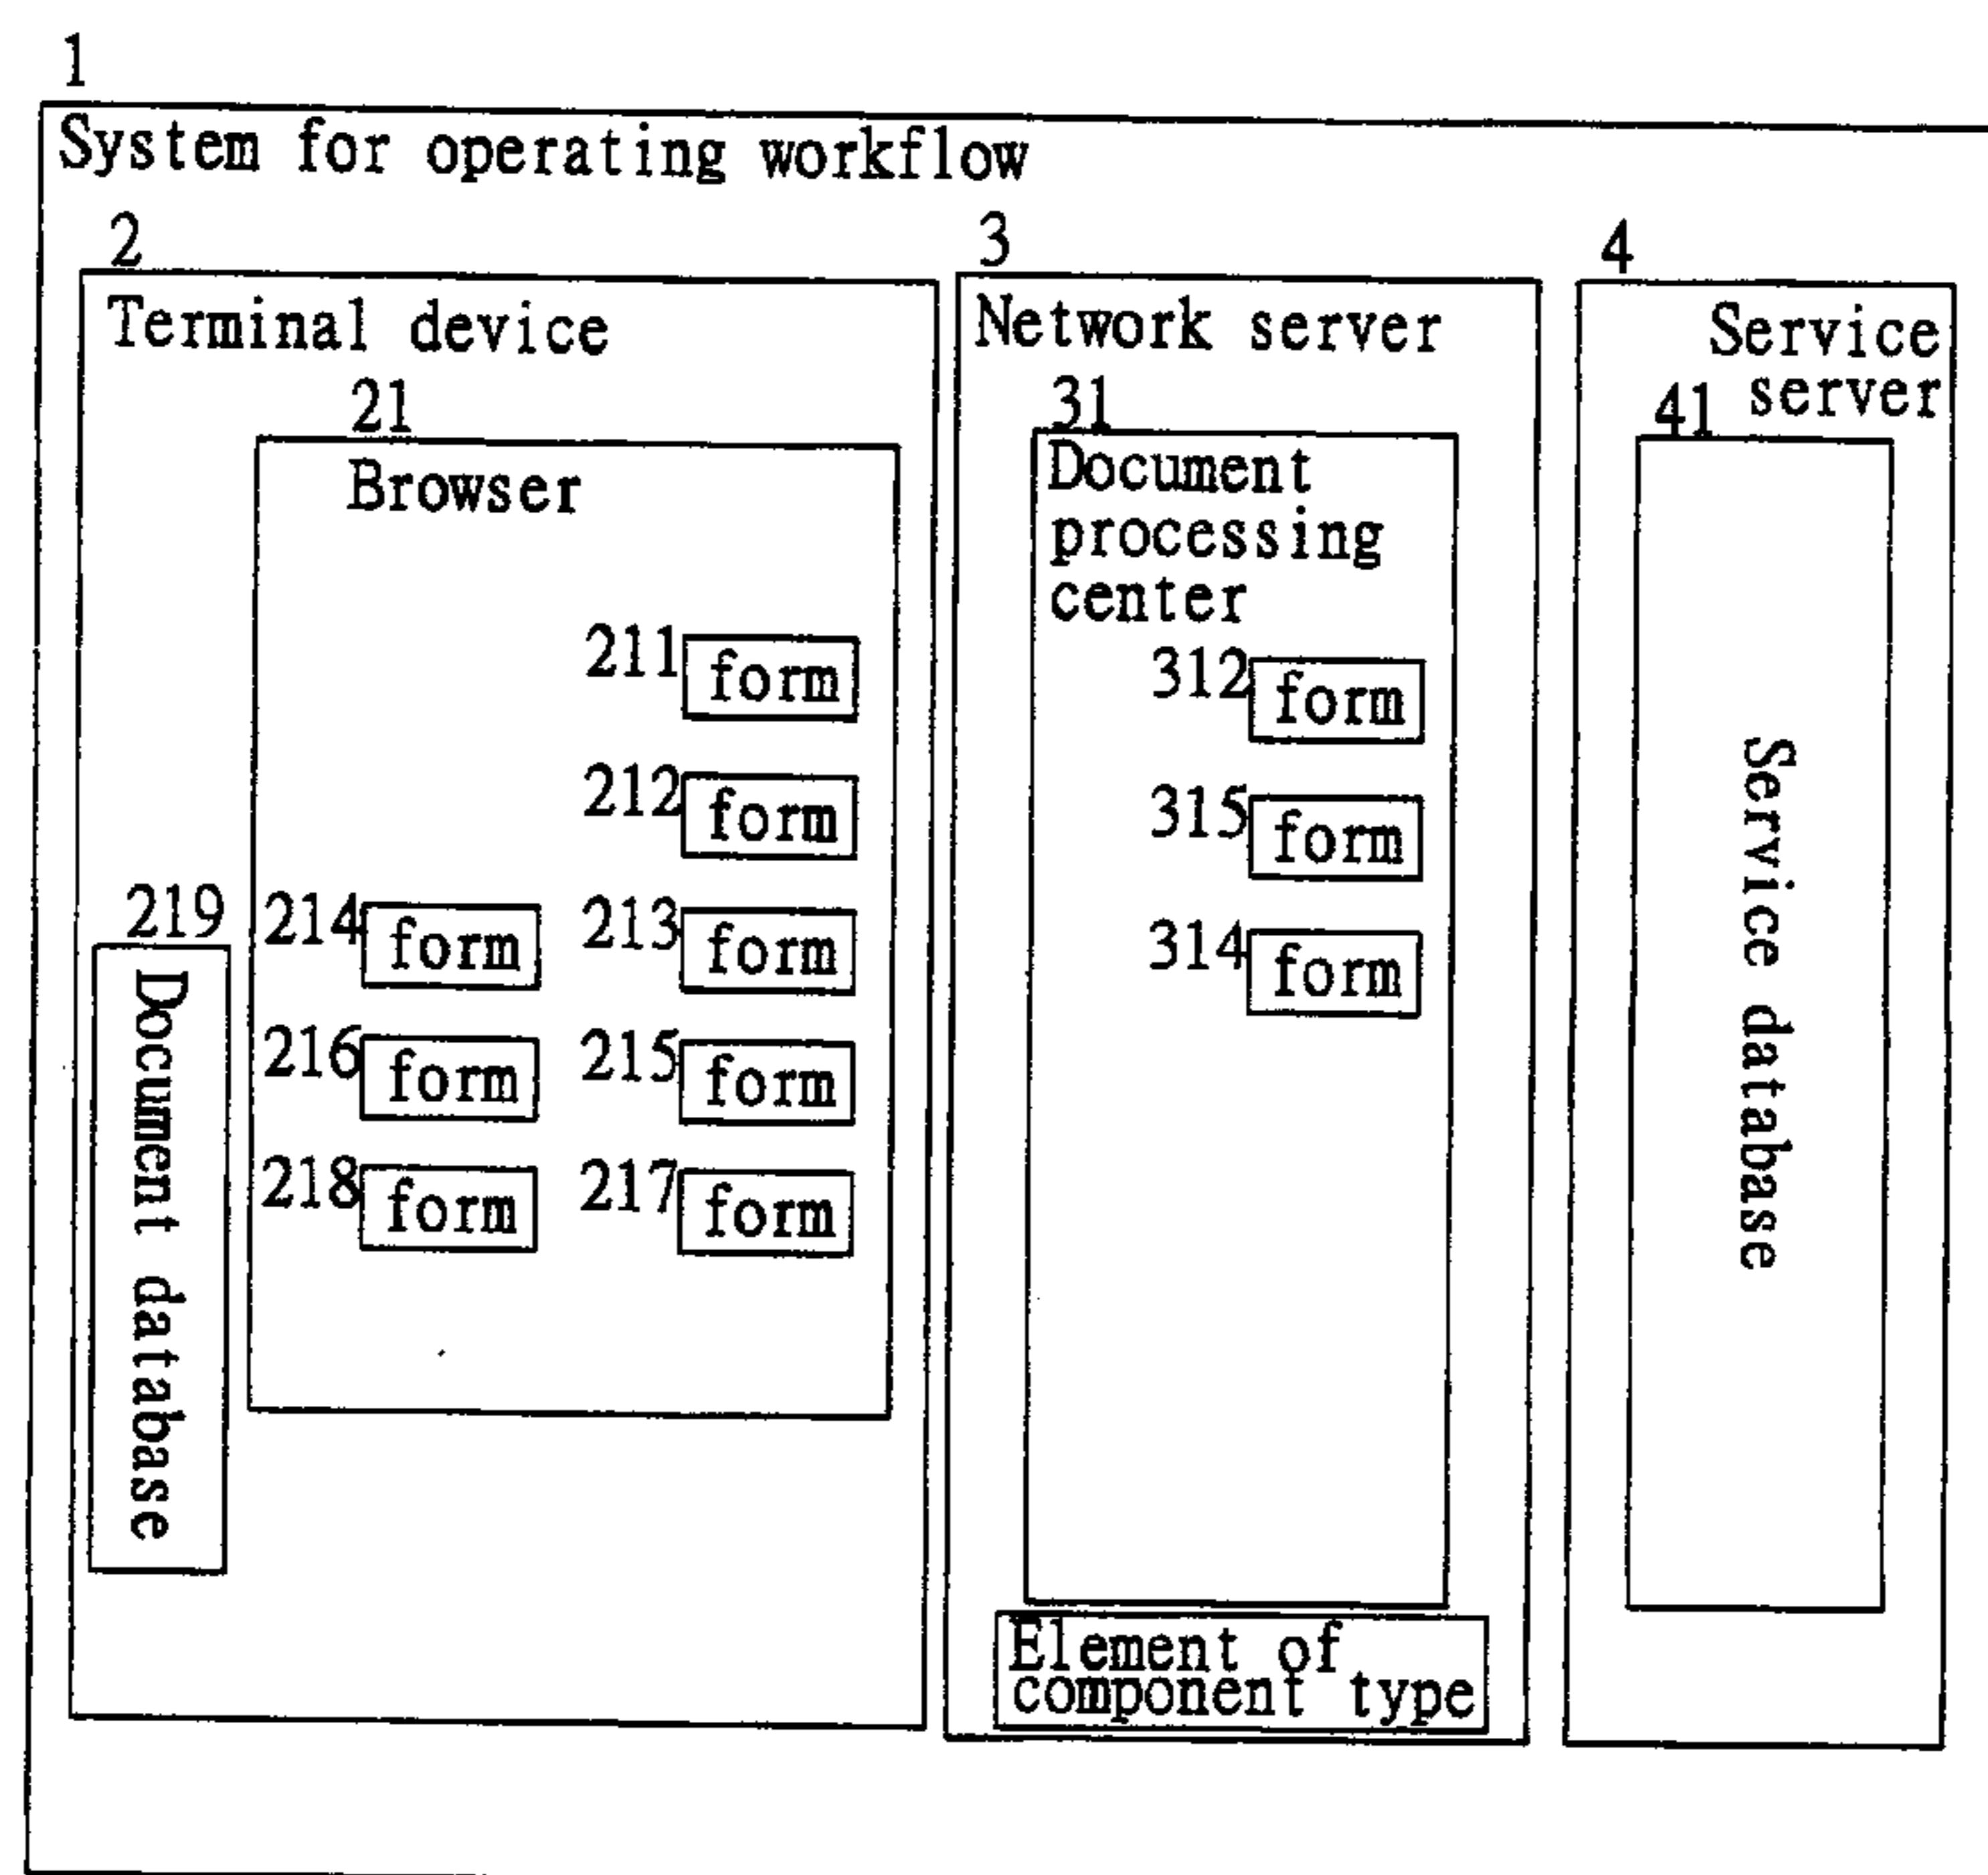 1
System for operating workflow
2
3
4
Terminal device
Network server
Service
server
21
31
41
Browser
Document
processing
center
211 form
312 form
212 form
315 form
219
214 form
213 form
314 form
216 form
215 form
218 form
217 form
Document database
Service database
Element of
component type